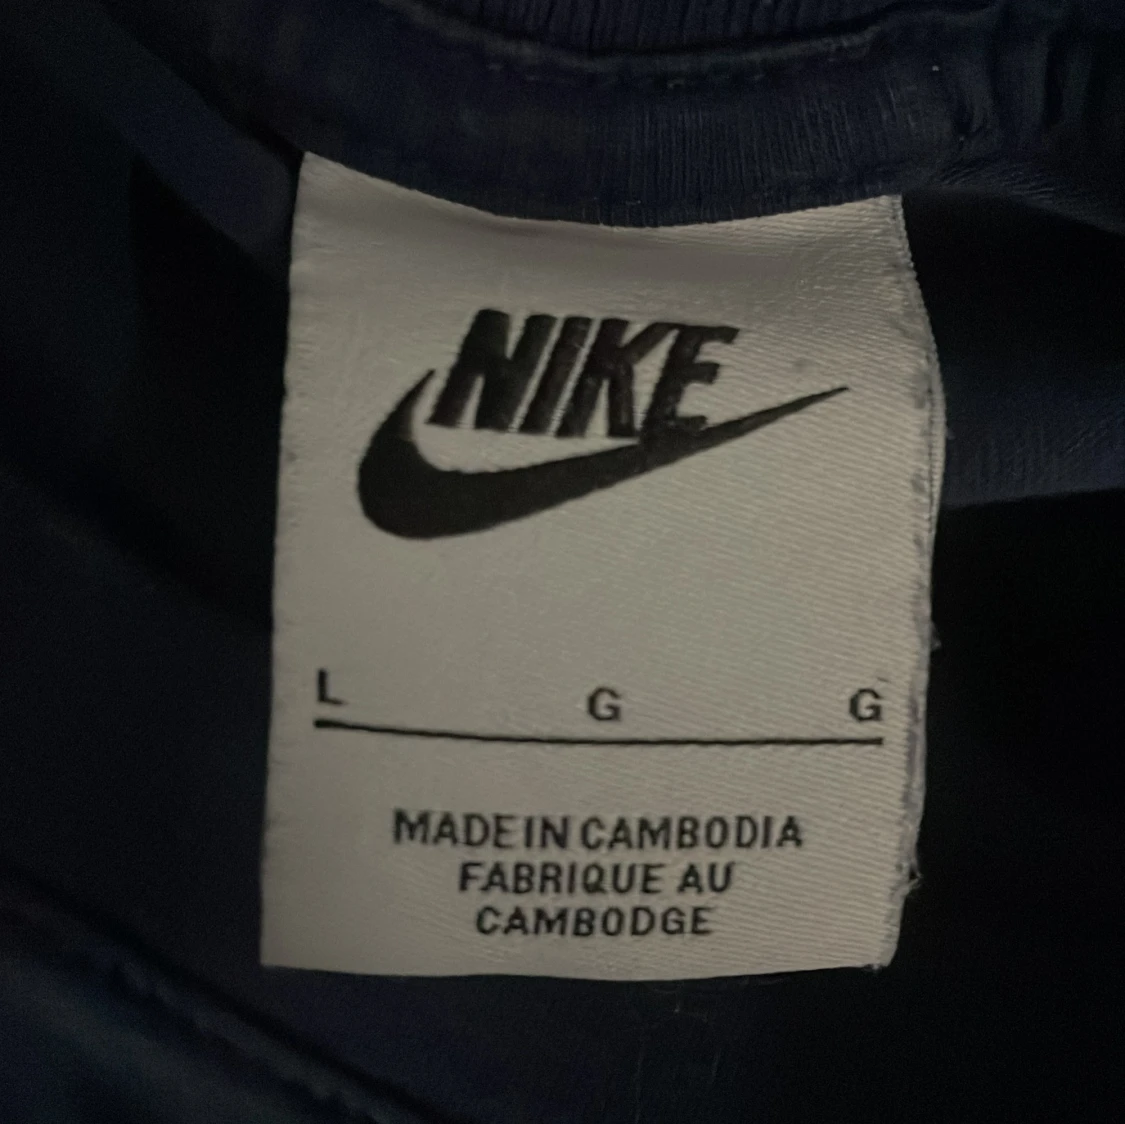 NIKE
L G G
MADE IN CAMBODIA
FABRIQUE AU
CAMBODGE